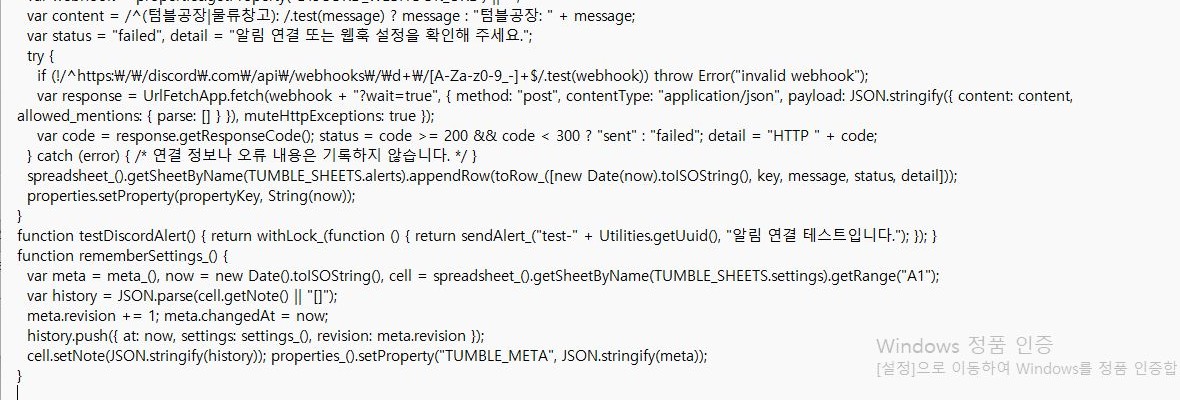 var content = /^(텀블공장|물류창고): /.test(message) ? message : "텀블공장: " + message;
var status = "failed", detail = "알림 연결 또는 웹훅 설정을 확인해 주세요.";
try {
if (!/^https:₩/₩/discord₩.com₩/api₩/webhooks₩/₩d+₩/[A-Za-z0-9_-]+$/.test(webhook)) throw Error("invalid webhook");
var response = UrlFetchApp.fetch(webhook + "?wait=true", { method: "post", contentType: "application/json", payload: JSON.stringify({ content: content,
allowed_mentions: { parse: [] } }), muteHttpExceptions: true });
var code = response.getResponseCode(); status = code >= 200 && code < 300 ? "sent" : "failed"; detail = "HTTP " + code;
} catch (error) { /* 연결 정보나 오류 내용은 기록하지 않습니다. */ }
spreadsheet_().getSheetByName(TUMBLE_SHEETS.alerts).appendRow(toRow_([new Date(now).toISOString(), key, message, status, detail]));
properties.setProperty(propertyKey, String(now));
}
function testDiscordAlert() { return withLock_(function () { return sendAlert_("test-" + Utilities.getUuid(), "알림 연결 테스트입니다."); }); }
function rememberSettings_() {
var meta = meta_(), now = new Date().toISOString(), cell = spreadsheet_().getSheetByName(TUMBLE_SHEETS.settings).getRange("A1");
var history = JSON.parse(cell.getNote() || "[]");
meta.revision += 1; meta.changedAt = now;
history.push({ at: now, settings: settings_(), revision: meta.revision });
cell.setNote(JSON.stringify(history)); properties_().setProperty("TUMBLE_META", JSON.stringify(meta));
}
Windows 정품 인증
[설정]으로 이동하여 Windows를 정품 인증합